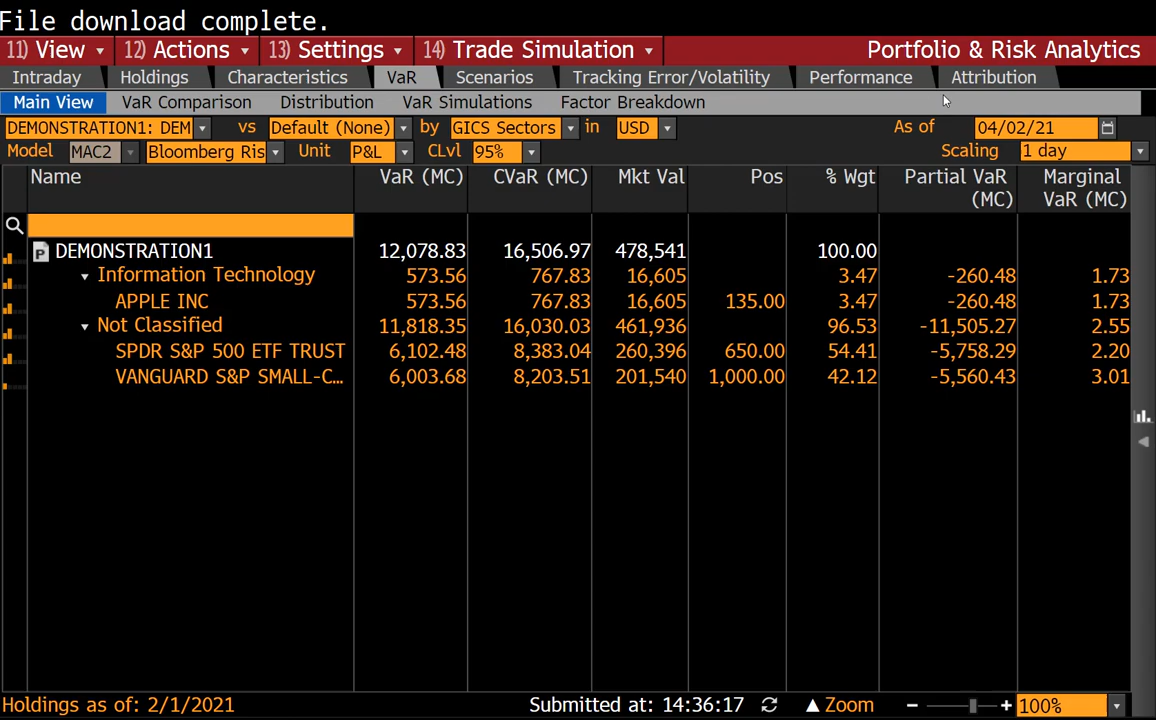 File download complete.
11) View 12) Actions 13) Settings 14) Trade Simulation Portfolio & Risk Analytics
Intraday Holdings Characteristics VaR Scenarios Tracking Error/Volatility Performance Attribution
Main View VaR Comparison Distribution VaR Simulations Factor Breakdown
DEMONSTRATION1: DEM vs Default (None) by GICS Sectors in USD As of 04/02/21
Model MAC2 Bloomberg Ris Unit P&L CLvl 95% Scaling 1 day
Name VaR (MC) CVaR (MC) Mkt Val Pos % Wgt Partial VaR Marginal
(MC) VaR (MC)
P DEMONSTRATION1 12,078.83 16,506.97 478,541 100.00
Information Technology 573.56 767.83 16,605 3.47 -260.48 1.73
APPLE INC 573.56 767.83 16,605 135.00 3.47 -260.48 1.73
Not Classified 11,818.35 16,030.03 461,936 96.53 -11,505.27 2.55
SPDR S&P 500 ETF TRUST 6,102.48 8,383.04 260,396 650.00 54.41 -5,758.29 2.20
VANGUARD S&P SMALL-C... 6,003.68 8,203.51 201,540 1,000.00 42.12 -5,560.43 3.01
Holdings as of: 2/1/2021 Submitted at: 14:36:17 Zoom − + 100%